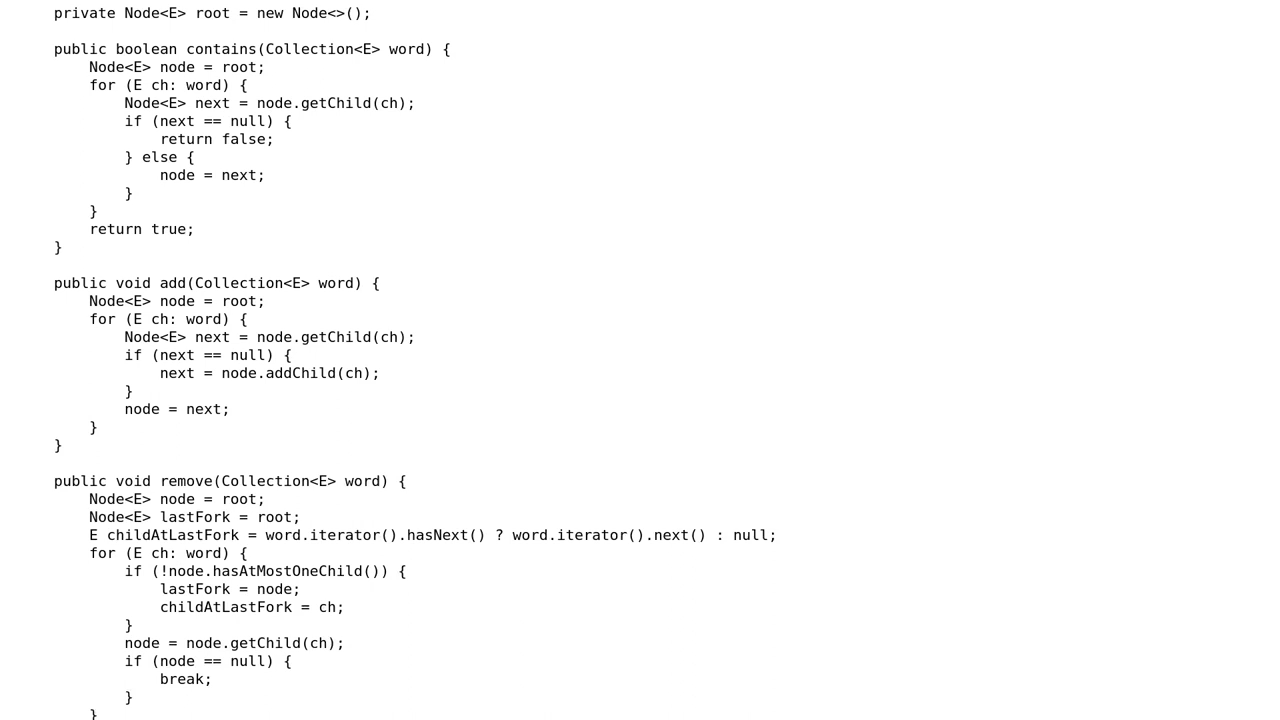 private Node<E> root = new Node<>();

public boolean contains(Collection<E> word) {
    Node<E> node = root;
    for (E ch: word) {
        Node<E> next = node.getChild(ch);
        if (next == null) {
            return false;
        } else {
            node = next;
        }
    }
    return true;
}

public void add(Collection<E> word) {
    Node<E> node = root;
    for (E ch: word) {
        Node<E> next = node.getChild(ch);
        if (next == null) {
            next = node.addChild(ch);
        }
        node = next;
    }
}

public void remove(Collection<E> word) {
    Node<E> node = root;
    Node<E> lastFork = root;
    E childAtLastFork = word.iterator().hasNext() ? word.iterator().next() : null;
    for (E ch: word) {
        if (!node.hasAtMostOneChild()) {
            lastFork = node;
            childAtLastFork = ch;
        }
        node = node.getChild(ch);
        if (node == null) {
            break;
        }
    }